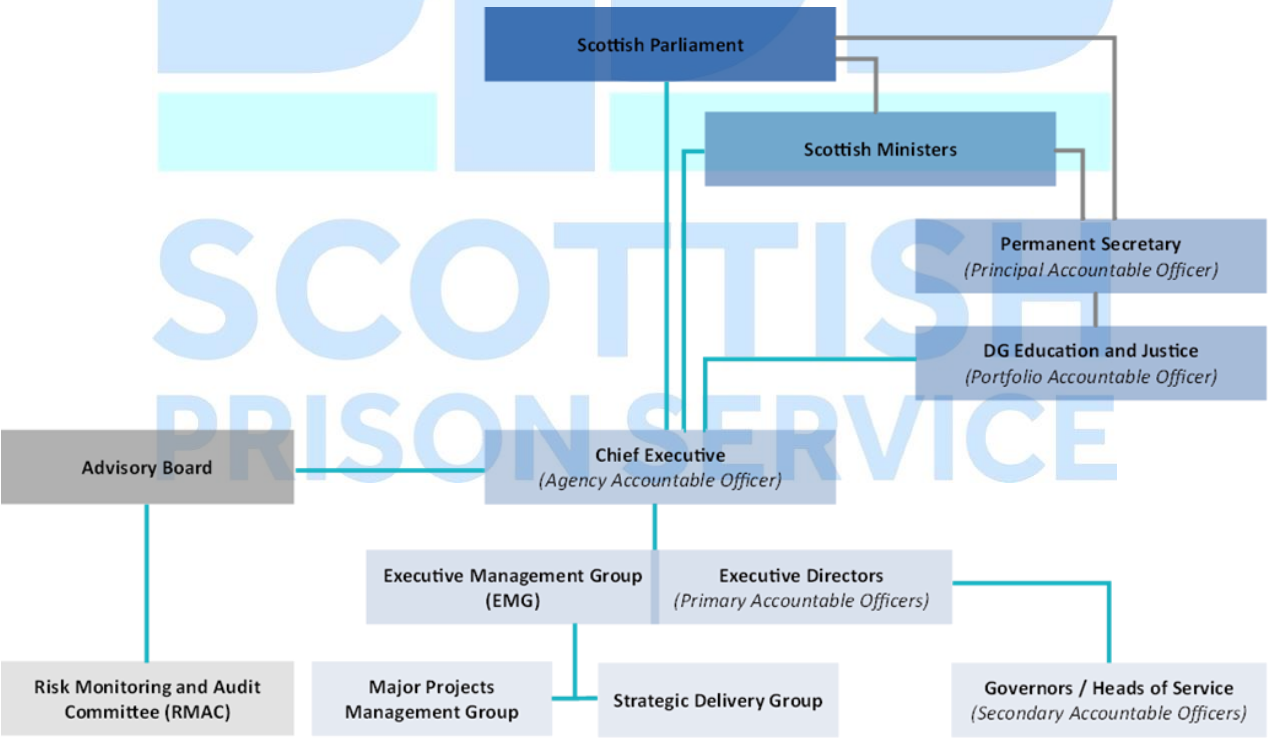 Scottish Parliament
Scottish Ministers
Permanent Secretary
(Principal Accountable Officer)
DG Education and Justice
(Portfolio Accountable Officer)
SCOTTISH
PRISON SERVICE
Advisory Board
Chief Executive
(Agency Accountable Officer)
Executive Management Group
(EMG)
Executive Directors
(Primary Accountable Officers)
Risk Monitoring and Audit
Committee (RMAC)
Major Projects
Management Group
Strategic Delivery Group
Governors / Heads of Service
(Secondary Accountable Officers)